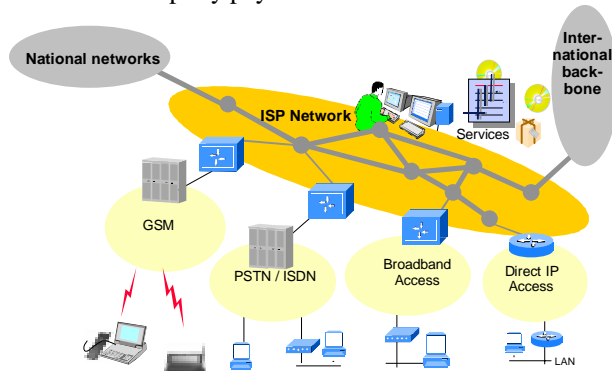 National networks
Inter-
national
back-
bone
ISP Network
Services
GSM
PSTN / ISDN
Broadband
Access
Direct IP
Access
LAN